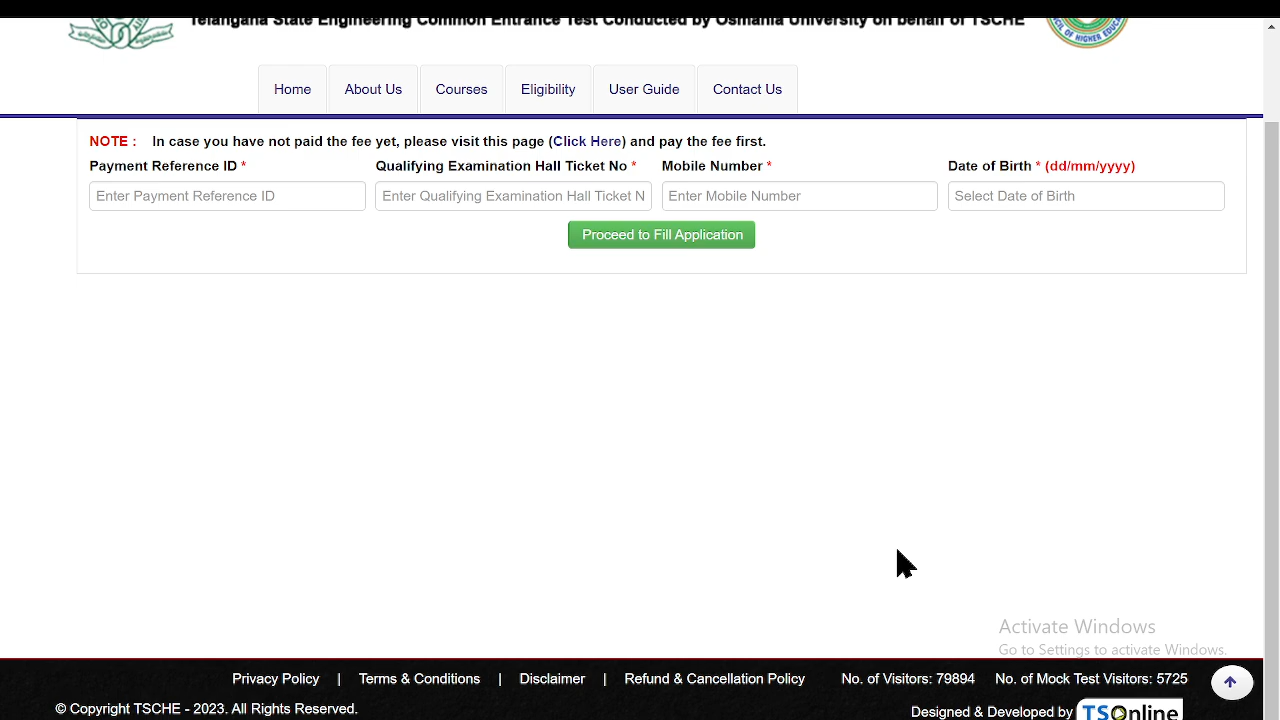 Telangana State Engineering Common Entrance Test Conducted by Osmania University on behalf of TSCHE
Home About Us Courses Eligibility User Guide Contact Us
NOTE : In case you have not paid the fee yet, please visit this page (Click Here) and pay the fee first.
Payment Reference ID * Qualifying Examination Hall Ticket No * Mobile Number * Date of Birth * (dd/mm/yyyy)
Enter Payment Reference ID Enter Qualifying Examination Hall Ticket N Enter Mobile Number Select Date of Birth
Proceed to Fill Application
Activate Windows
Go to Settings to activate Windows.
Privacy Policy | Terms & Conditions | Disclaimer | Refund & Cancellation Policy No. of Visitors: 79894 No. of Mock Test Visitors: 5725
© Copyright TSCHE - 2023. All Rights Reserved. Designed & Developed by TSOnline